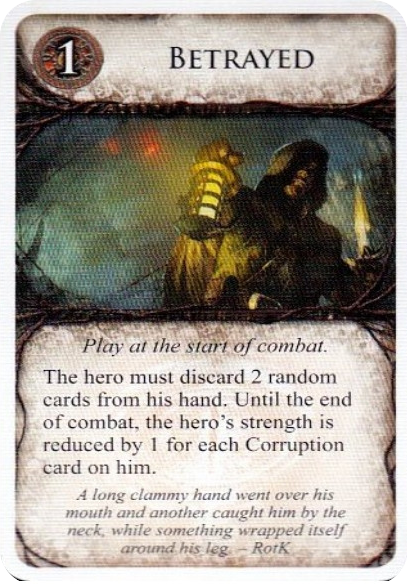 1
BETRAYED
Play at the start of combat.
The hero must discard 2 random
cards from his hand. Until the end
of combat, the hero's strength is
reduced by 1 for each Corruption
card on him.
A long clammy hand went over his
mouth and another caught him by the
neck, while something wrapped itself
around his leg. – RotK